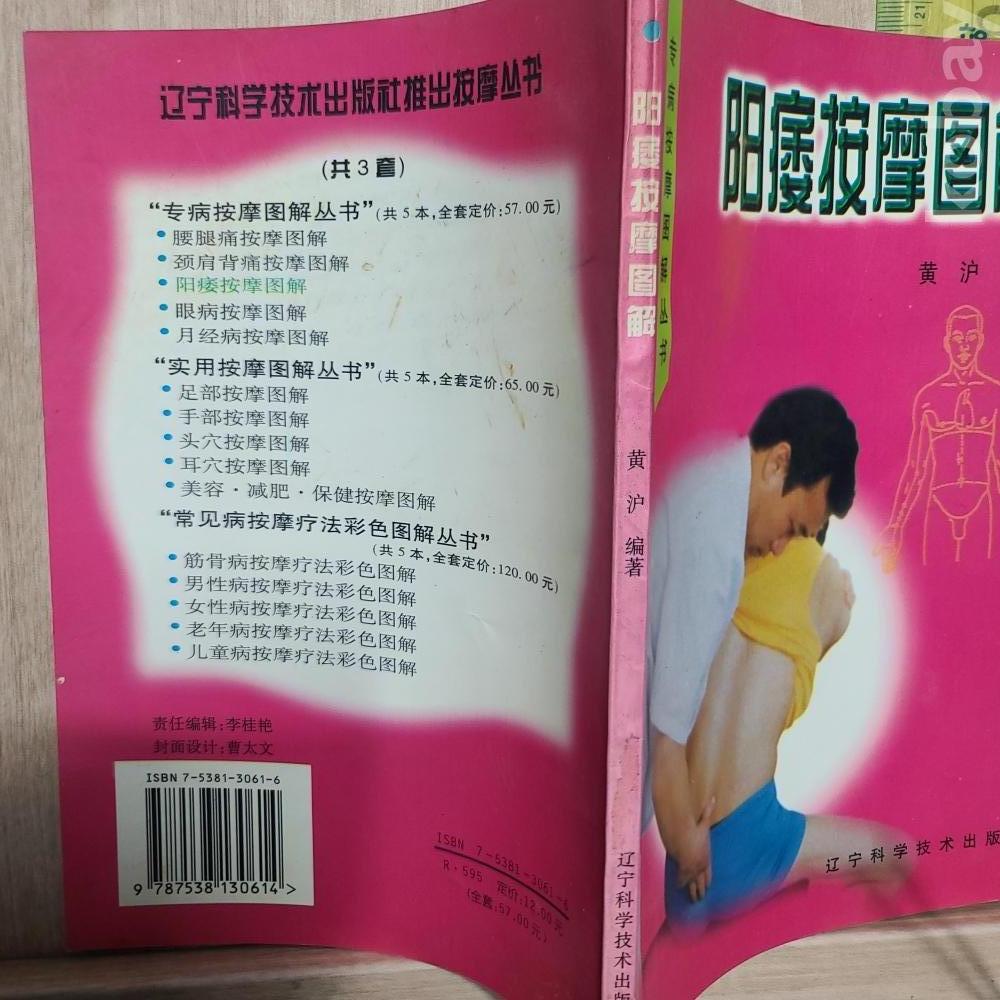 辽宁科学技术出版社推出按摩丛书
(共3套)
“专病按摩图解丛书”(共5本,全套定价:57.00元)
• 腰腿痛按摩图解
• 颈肩背痛按摩图解
• 阳痿按摩图解
• 眼病按摩图解
• 月经病按摩图解
“实用按摩图解丛书”(共5本,全套定价:65.00元)
• 足部按摩图解
• 手部按摩图解
• 头穴按摩图解
• 耳穴按摩图解
• 美容·减肥·保健按摩图解
“常见病按摩疗法彩色图解丛书”
(共5本,全套定价:120.00元)
• 筋骨病按摩疗法彩色图解
• 男性病按摩疗法彩色图解
• 女性病按摩疗法彩色图解
• 老年病按摩疗法彩色图解
• 儿童病按摩疗法彩色图解
责任编辑:李桂艳
封面设计:曹太文
ISBN 7-5381-3061-6
9 787538 130614 >
ISBN 7-5381-3061-6
R·595 定价:12.00元
(全套:57.00元)
阳痿按摩图解
黄沪 编著
辽宁科学技术出版
专病按摩图解丛书
阳痿按摩图
黄沪
辽宁科学技术出版
21